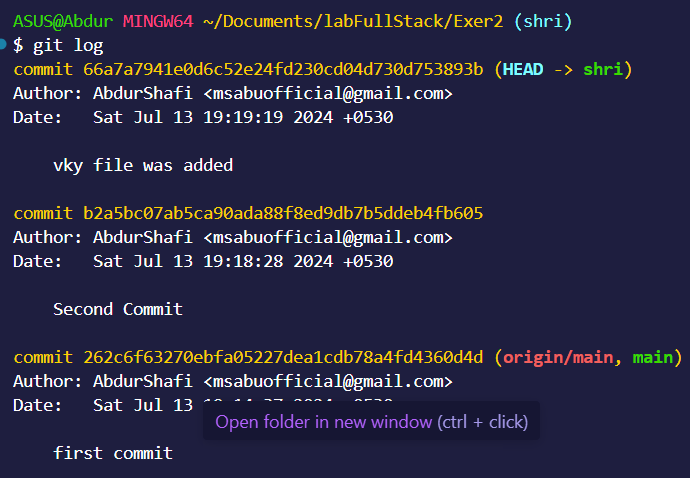 ASUS@Abdur MINGW64 ~/Documents/labFullStack/Exer2 (shri)
$ git log
commit 66a7a7941e0d6c52e24fd230cd04d730d753893b (HEAD -> shri)
Author: AbdurShafi <msabuofficial@gmail.com>
Date:   Sat Jul 13 19:19:19 2024 +0530
vky file was added
commit b2a5bc07ab5ca90ada88f8ed9db7b5ddeb4fb605
Author: AbdurShafi <msabuofficial@gmail.com>
Date:   Sat Jul 13 19:18:28 2024 +0530
Second Commit
commit 262c6f63270ebfa05227dea1cdb78a4fd4360d4d (origin/main, main)
Author: AbdurShafi <msabuofficial@gmail.com>
Date:   Sat Jul 13
Open folder in new window (ctrl + click)
first commit